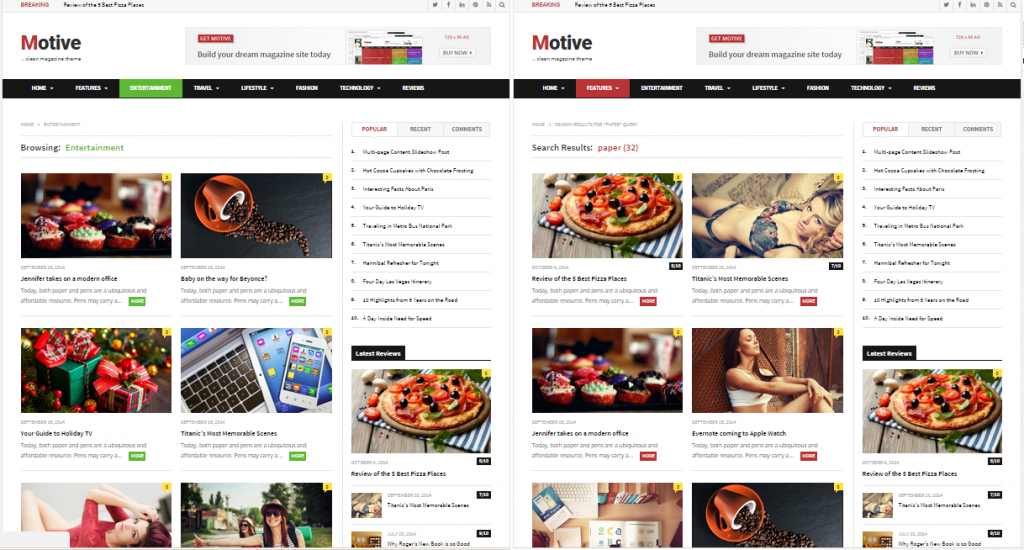 BREAKING Review of the 5 Best Pizza Places
Motive
.. clean magazine theme
GET MOTIVE
Build your dream magazine site today
728 x 90 AD
BUY NOW
HOME FEATURES ENTERTAINMENT TRAVEL LIFESTYLE FASHION TECHNOLOGY REVIEWS
HOME ENTERTAINMENT
Browsing: Entertainment
SEPTEMBER 18, 2014
Jennifer takes on a modern office
Today, both paper and pens are a ubiquitous and
affordable resource. Pens may carry a... MORE
SEPTEMBER 18, 2014
Baby on the way for Beyonce?
Today, both paper and pens are a ubiquitous and
affordable resource. Pens may carry a... MORE
SEPTEMBER 18, 2014
Your Guide to Holiday TV
Today, both paper and pens are a ubiquitous and
affordable resource. Pens may carry a... MORE
SEPTEMBER 18, 2014
Titanic's Most Memorable Scenes
Today, both paper and pens are a ubiquitous and
affordable resource. Pens may carry a... MORE
POPULAR RECENT COMMENTS
1. Multi-page Content Slideshow Post
2. Hot Cocoa Cupcakes with Chocolate Frosting
3. Interesting Facts About Paris
4. Your Guide to Holiday TV
5. Traveling in Metro Bus National Park
6. Titanic's Most Memorable Scenes
7. Hannibal Refresher for Tonight
8. Four Day Las Vegas Itinerary
9. 10 Highlights from 6 Years on the Road
10. A Day Inside Need for Speed
Latest Reviews
OCTOBER 4, 2014
8/10
Review of the 5 Best Pizza Places
SEPTEMBER 20, 2014 7/10
Titanic's Most Memorable Scenes
JULY 20, 2014 9/10
Why Roger's New Book is so Good
BREAKING Review of the 5 Best Pizza Places
Motive
.. clean magazine theme
GET MOTIVE
Build your dream magazine site today
728 x 90 AD
BUY NOW
HOME FEATURES ENTERTAINMENT TRAVEL LIFESTYLE FASHION TECHNOLOGY REVIEWS
HOME SEARCH RESULTS FOR "PAPER" QUERY
Search Results: paper (32)
OCTOBER 4, 2014 8/10
Review of the 5 Best Pizza Places
Today, both paper and pens are a ubiquitous and
affordable resource. Pens may carry a... MORE
SEPTEMBER 20, 2014 7/10
Titanic's Most Memorable Scenes
Today, both paper and pens are a ubiquitous and
affordable resource. Pens may carry a... MORE
SEPTEMBER 18, 2014
Jennifer takes on a modern office
Today, both paper and pens are a ubiquitous and
affordable resource. Pens may carry a... MORE
SEPTEMBER 18, 2014
Evernote coming to Apple Watch
Today, both paper and pens are a ubiquitous and
affordable resource. Pens may carry a... MORE
POPULAR RECENT COMMENTS
1. Multi-page Content Slideshow Post
2. Hot Cocoa Cupcakes with Chocolate Frosting
3. Interesting Facts About Paris
4. Your Guide to Holiday TV
5. Traveling in Metro Bus National Park
6. Titanic's Most Memorable Scenes
7. Hannibal Refresher for Tonight
8. Four Day Las Vegas Itinerary
9. 10 Highlights from 6 Years on the Road
10. A Day Inside Need for Speed
Latest Reviews
OCTOBER 4, 2014
8/10
Review of the 5 Best Pizza Places
SEPTEMBER 20, 2014 7/10
Titanic's Most Memorable Scenes
JULY 20, 2014 9/10
Why Roger's New Book is so Good